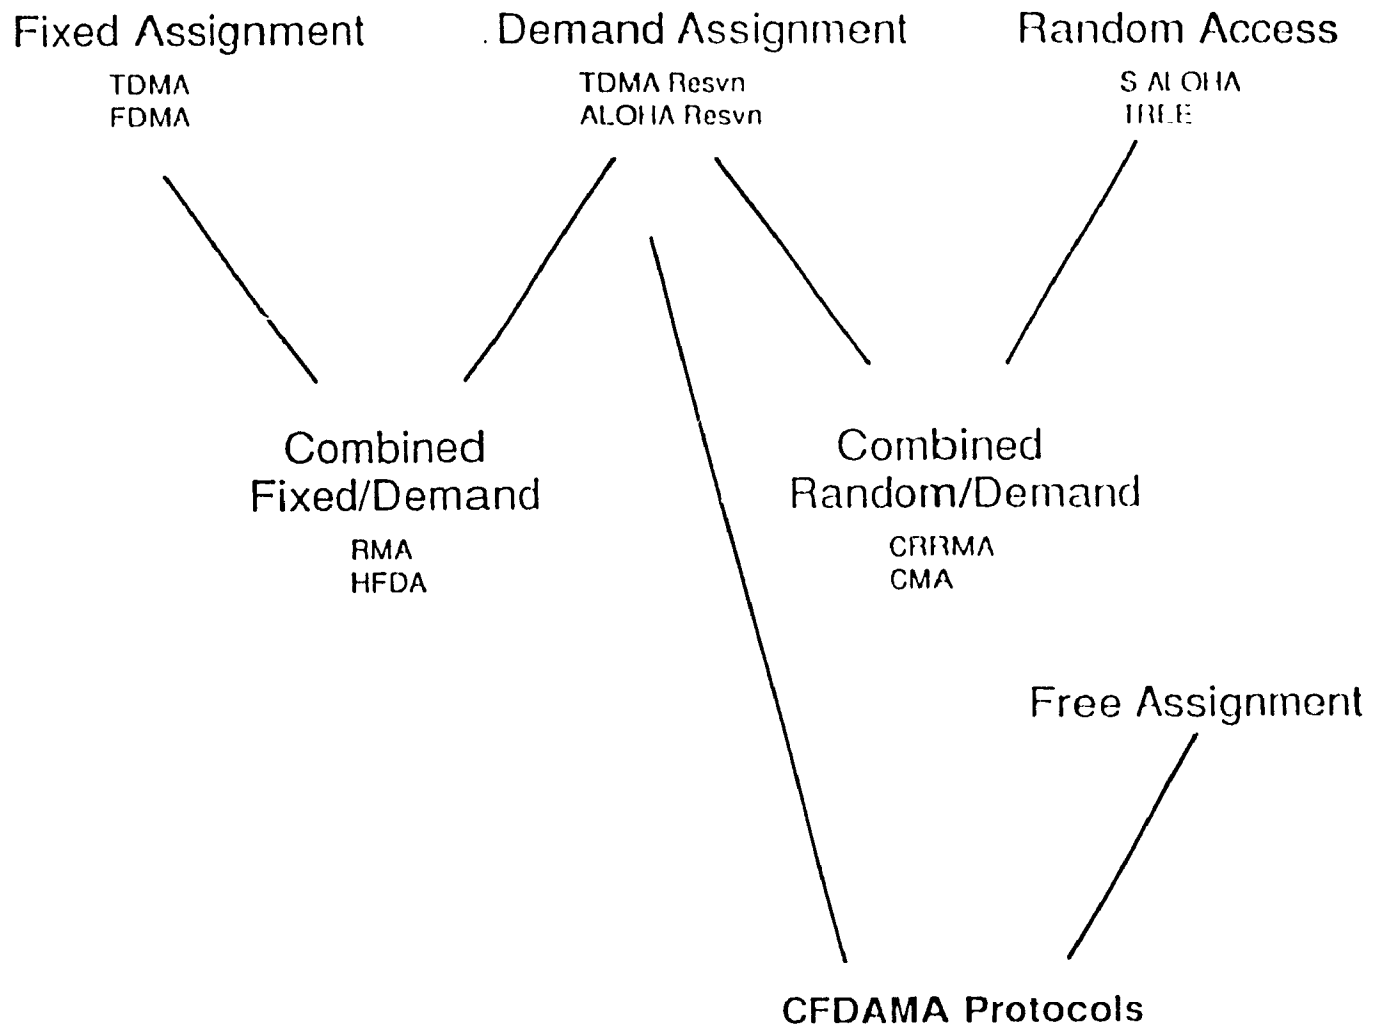 Fixed Assignment
TDMA
FDMA
Demand Assignment
TDMA Resvn
ALOHA Resvn
Random Access
S ALOHA
TREE
Combined
Fixed/Demand
RMA
HFDA
Combined
Random/Demand
CRRMA
CMA
Free Assignment
CFDAMA Protocols